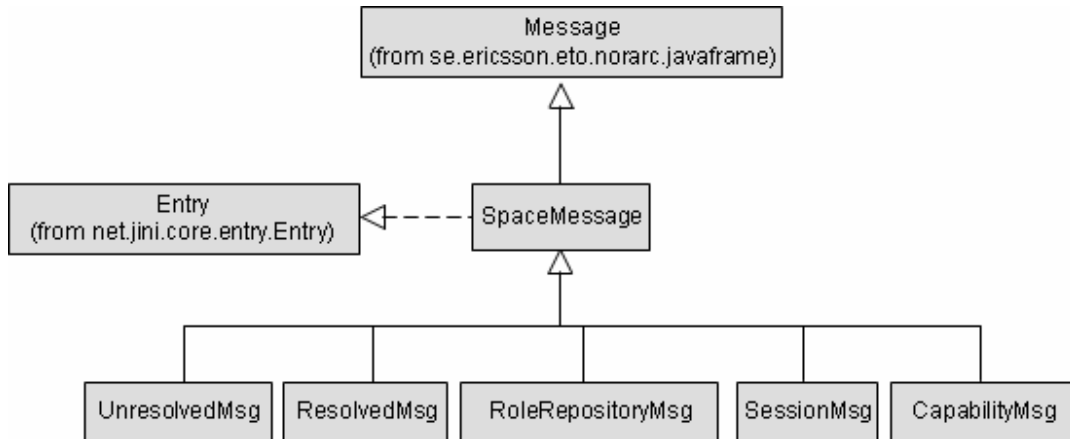 Message
(from se.ericsson.eto.norarc.javaframe)
Entry
(from net.jini.core.entry.Entry)
SpaceMessage
UnresolvedMsg
ResolvedMsg
RoleRepositoryMsg
SessionMsg
CapabilityMsg